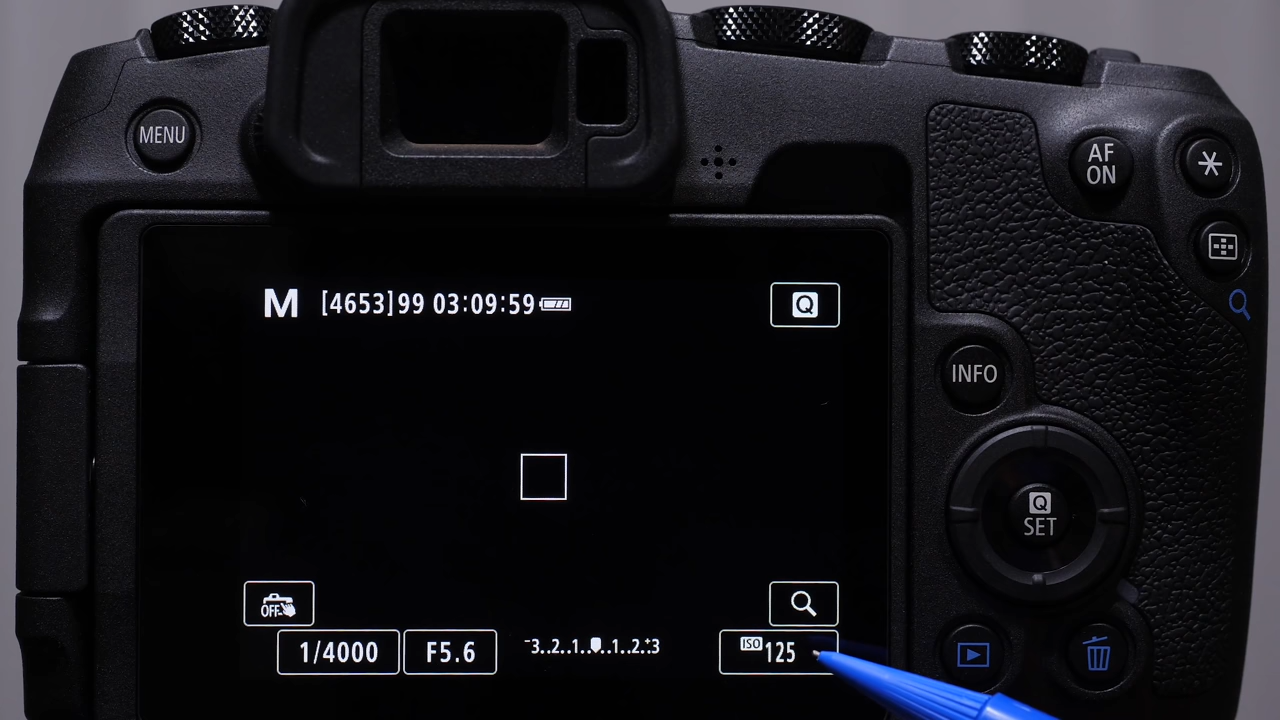 MENU
AF
ON
M [4653]99 03:09:59
Q
INFO
Q
SET
OFF
1/4000 F5.6 -3..2..1....1..2..+3 ISO 125